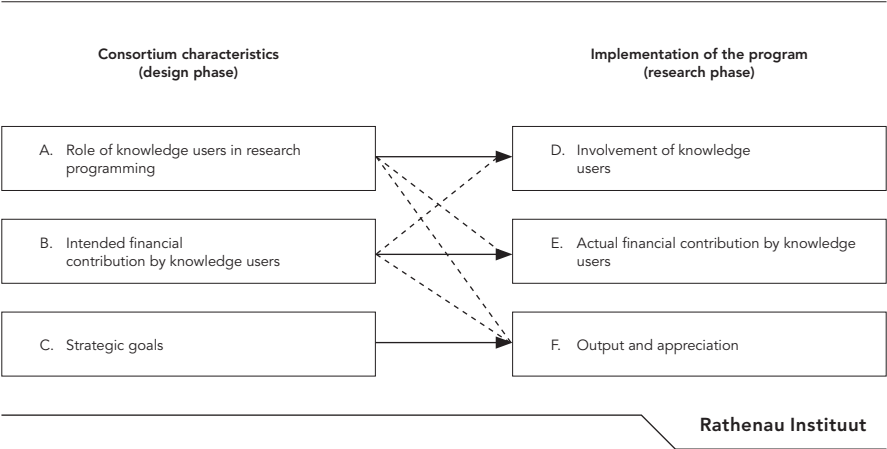 Consortium characteristics
(design phase)
Implementation of the program
(research phase)
A. Role of knowledge users in research
programming
D. Involvement of knowledge
users
B. Intended financial
contribution by knowledge users
E. Actual financial contribution by knowledge
users
C. Strategic goals
F. Output and appreciation
Rathenau Instituut